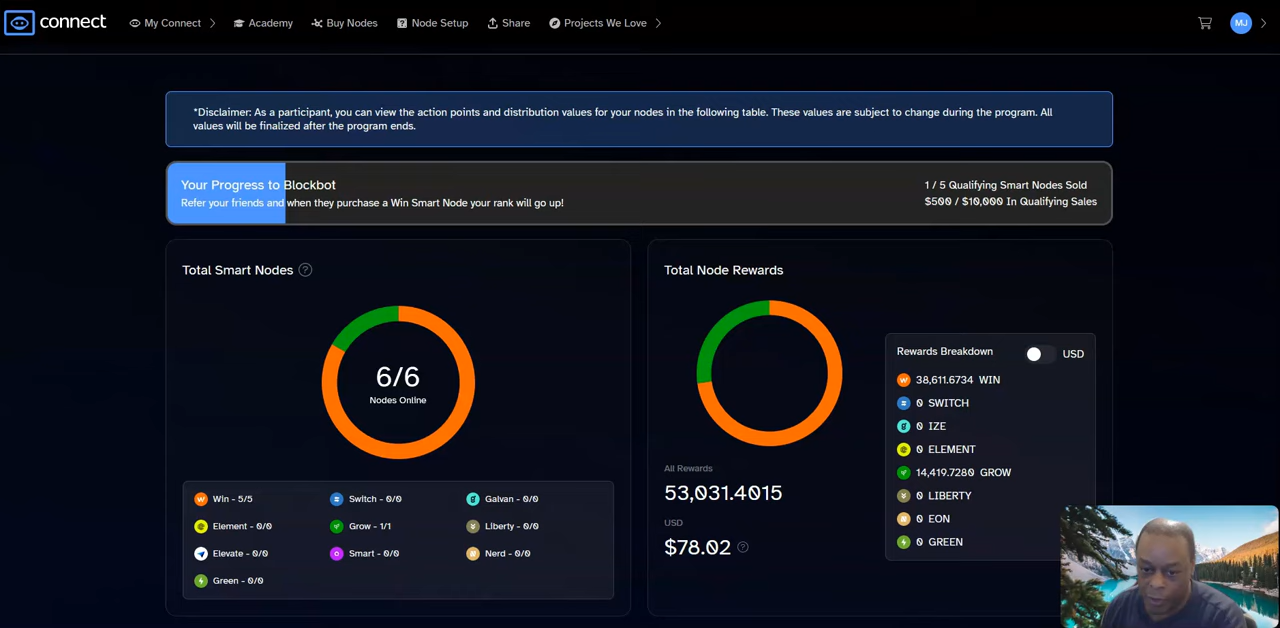 connect
My Connect
Academy
Buy Nodes
Node Setup
Share
Projects We Love
MJ
*Disclaimer: As a participant, you can view the action points and distribution values for your nodes in the following table. These values are subject to change during the program. All
values will be finalized after the program ends.
Your Progress to Blockbot
Refer your friends and when they purchase a Win Smart Node your rank will go up!
1 / 5 Qualifying Smart Nodes Sold
$500 / $10,000 In Qualifying Sales
Total Smart Nodes ?
6/6
Nodes Online
Win - 5/5
Switch - 0/0
Galvan - 0/0
Element - 0/0
Grow - 1/1
Liberty - 0/0
Elevate - 0/0
Smart - 0/0
Nerd - 0/0
Green - 0/0
Total Node Rewards
All Rewards
53,031.4015
USD
$78.02 ?
Rewards Breakdown
USD
38,611.6734 WIN
0 SWITCH
0 IZE
0 ELEMENT
14,419.7280 GROW
0 LIBERTY
0 EON
0 GREEN